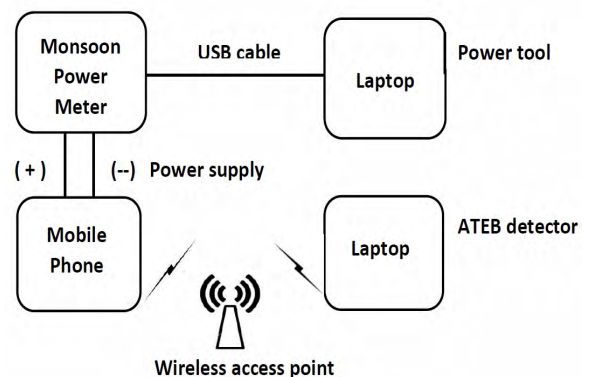 Monsoon
Power
Meter
USB cable
Laptop
Power tool
(+)
(--)
Power supply
Mobile
Phone
Laptop
ATEB detector
Wireless access point